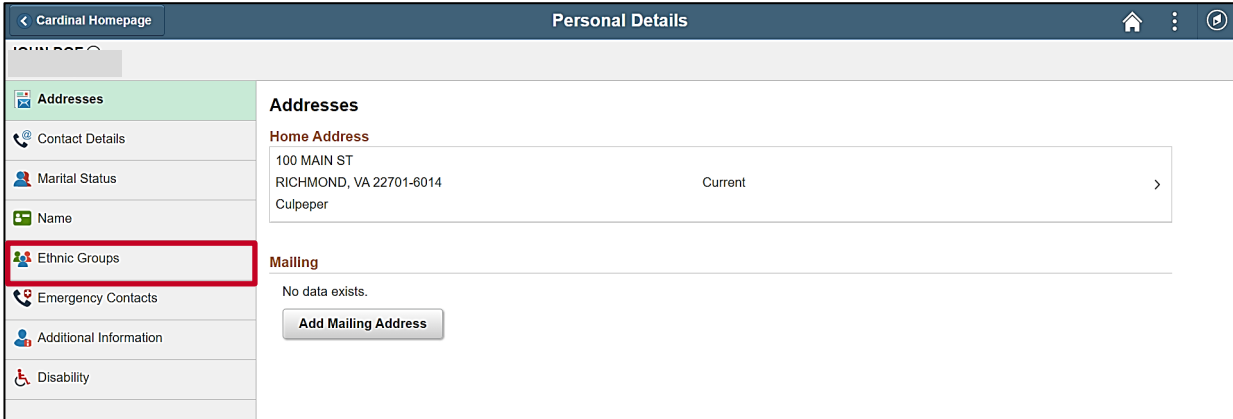 Cardinal Homepage
Personal Details
Addresses
Contact Details
Marital Status
Name
Ethnic Groups
Emergency Contacts
Additional Information
Disability
Addresses
Home Address
100 MAIN ST
RICHMOND, VA 22701-6014
Culpeper
Current
Mailing
No data exists.
Add Mailing Address